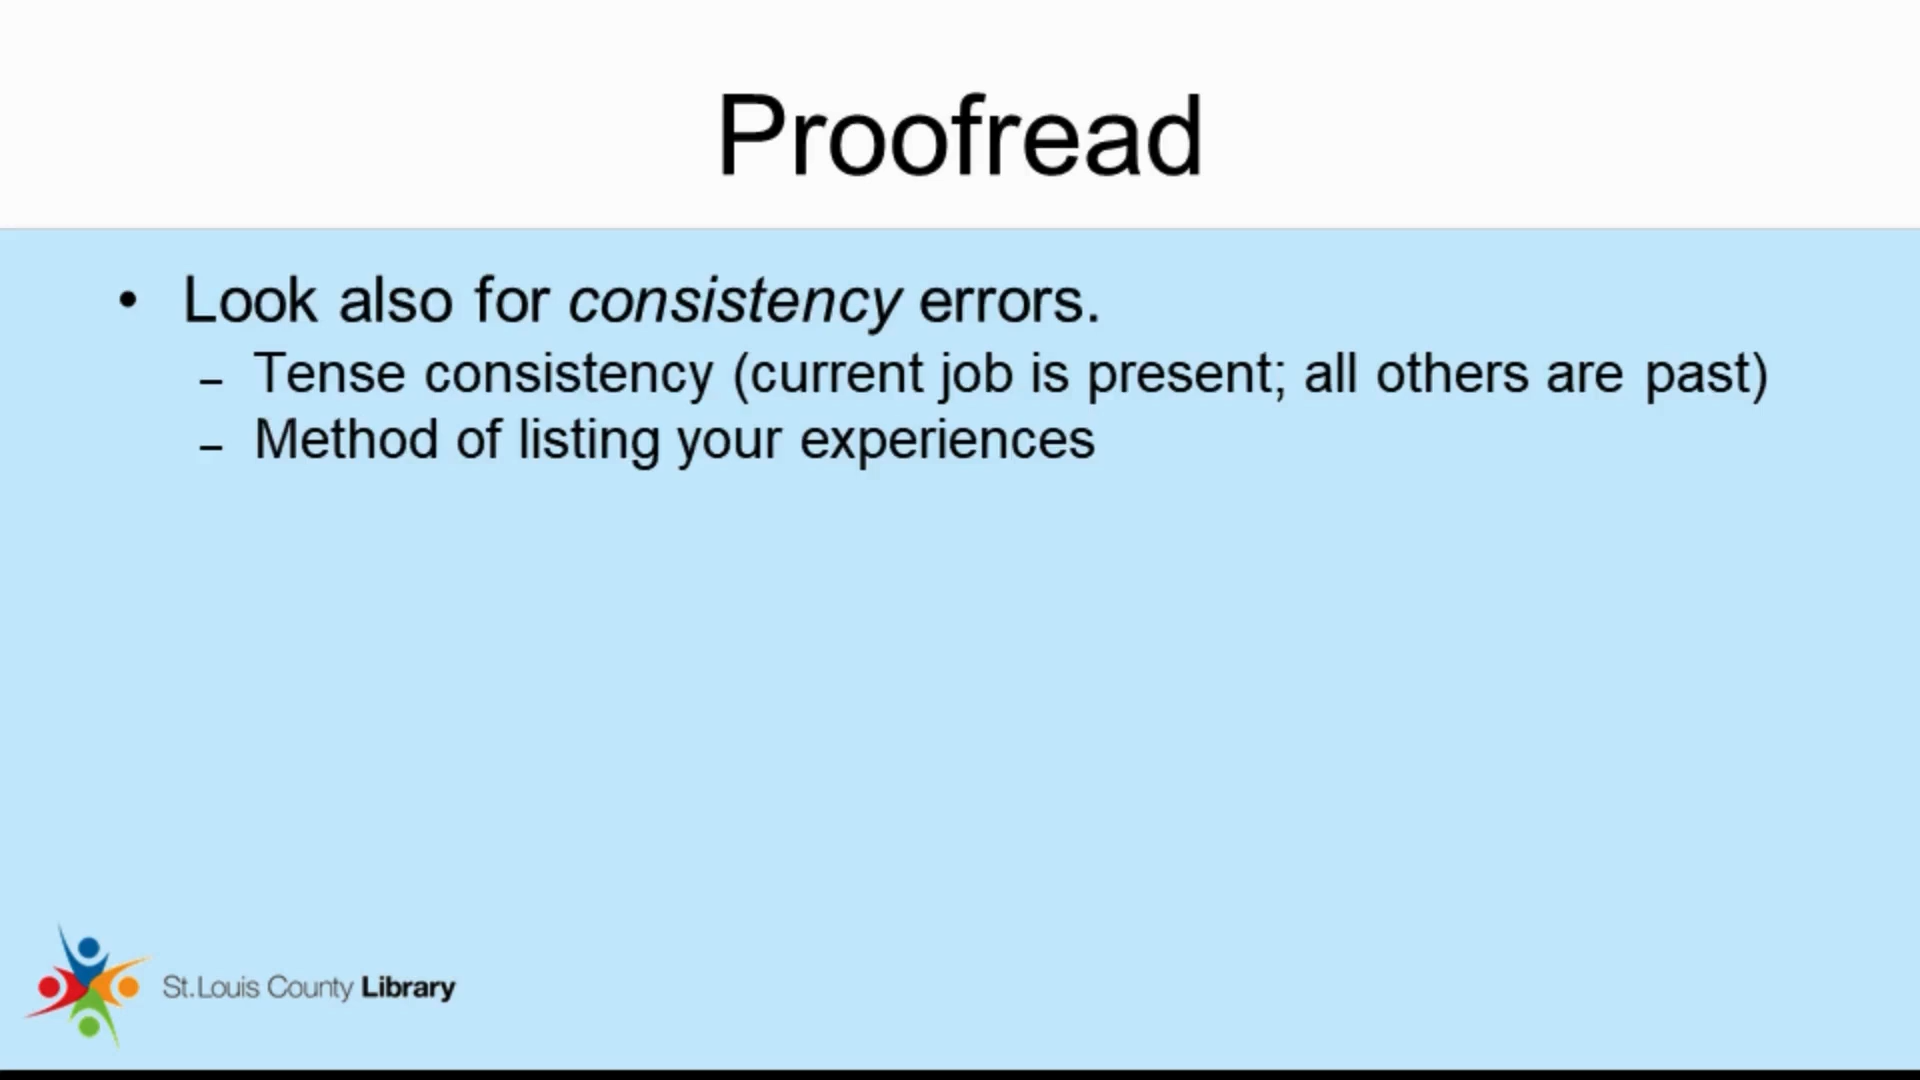 Proofread
• Look also for consistency errors.
– Tense consistency (current job is present; all others are past)
– Method of listing your experiences
St.Louis County Library